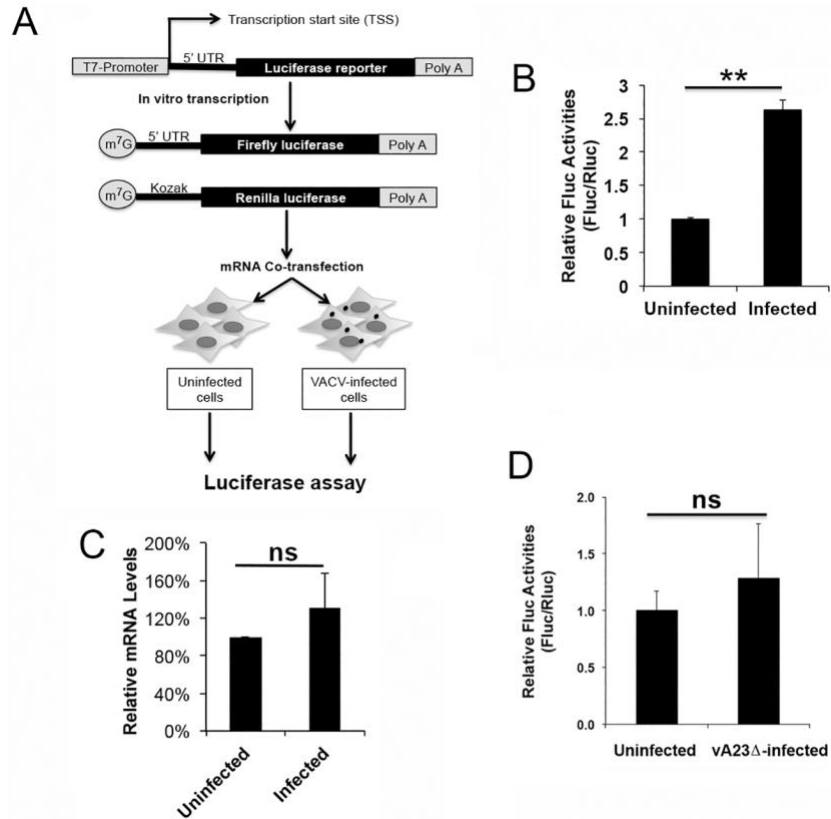 A
Transcription start site (TSS)
T7-Promoter
5′ UTR
Luciferase reporter
Poly A
In vitro transcription
m7G
5′ UTR
Firefly luciferase
Poly A
m7G
Kozak
Renilla luciferase
Poly A
mRNA Co-transfection
Uninfected
cells
VACV-infected
cells
Luciferase assay
B
**
Relative Fluc Activities
(Fluc/Rluc)
3
2.5
2
1.5
1
0.5
0
Uninfected
Infected
C
ns
Relative mRNA Levels
200%
160%
120%
80%
40%
0%
Uninfected
Infected
D
ns
Relative Fluc Activities
(Fluc/Rluc)
2.0
1.5
1.0
0.5
0.0
Uninfected
vA23Δ-infected